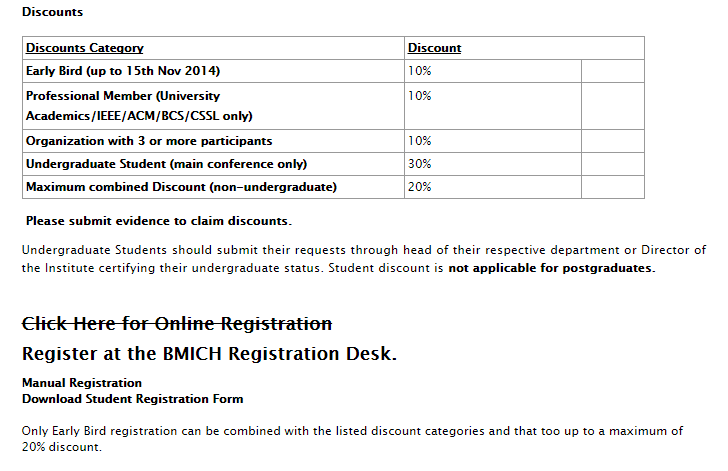 Discounts
Discounts Category Discount
Early Bird (up to 15th Nov 2014) 10%
Professional Member (University 10%
Academics/IEEE/ACM/BCS/CSSL only)
Organization with 3 or more participants 10%
Undergraduate Student (main conference only) 30%
Maximum combined Discount (non-undergraduate) 20%
Please submit evidence to claim discounts.
Undergraduate Students should submit their requests through head of their respective department or Director of
the Institute certifying their undergraduate status. Student discount is not applicable for postgraduates.
Click Here for Online Registration
Register at the BMICH Registration Desk.
Manual Registration
Download Student Registration Form
Only Early Bird registration can be combined with the listed discount categories and that too up to a maximum of
20% discount.